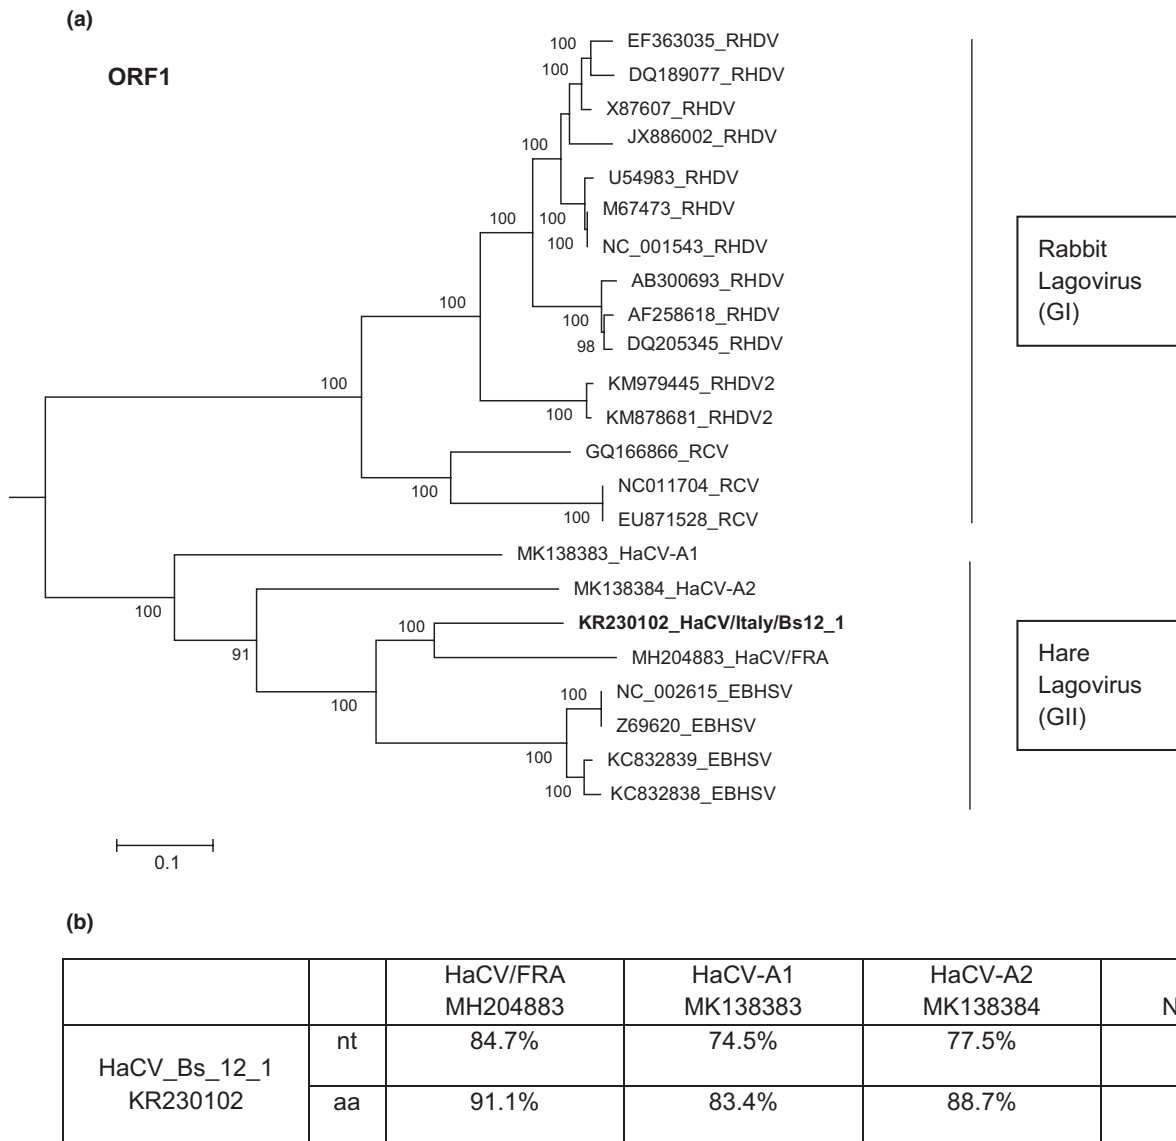 (a)
ORF1
100
EF363035_RHDV
100
DQ189077_RHDV
X87607_RHDV
100
JX886002_RHDV
U54983_RHDV
100
100
M67473_RHDV
100
NC_001543_RHDV
AB300693_RHDV
100
100
AF258618_RHDV
98
DQ205345_RHDV
100
KM979445_RHDV2
100
KM878681_RHDV2
GQ166866_RCV
100
NC011704_RCV
100
EU871528_RCV
MK138383_HaCV-A1
100
MK138384_HaCV-A2
100
KR230102_HaCV/Italy/Bs12_1
91
MH204883_HaCV/FRA
100
100
NC_002615_EBHSV
Z69620_EBHSV
100
KC832839_EBHSV
100
KC832838_EBHSV
Rabbit
Lagovirus
(GI)
Hare
Lagovirus
(GII)
0.1
(b)
HaCV/FRA HaCV-A1 HaCV-A2
MH204883 MK138383 MK138384 N
HaCV_Bs_12_1
KR230102
nt 84.7% 74.5% 77.5%
aa 91.1% 83.4% 88.7%